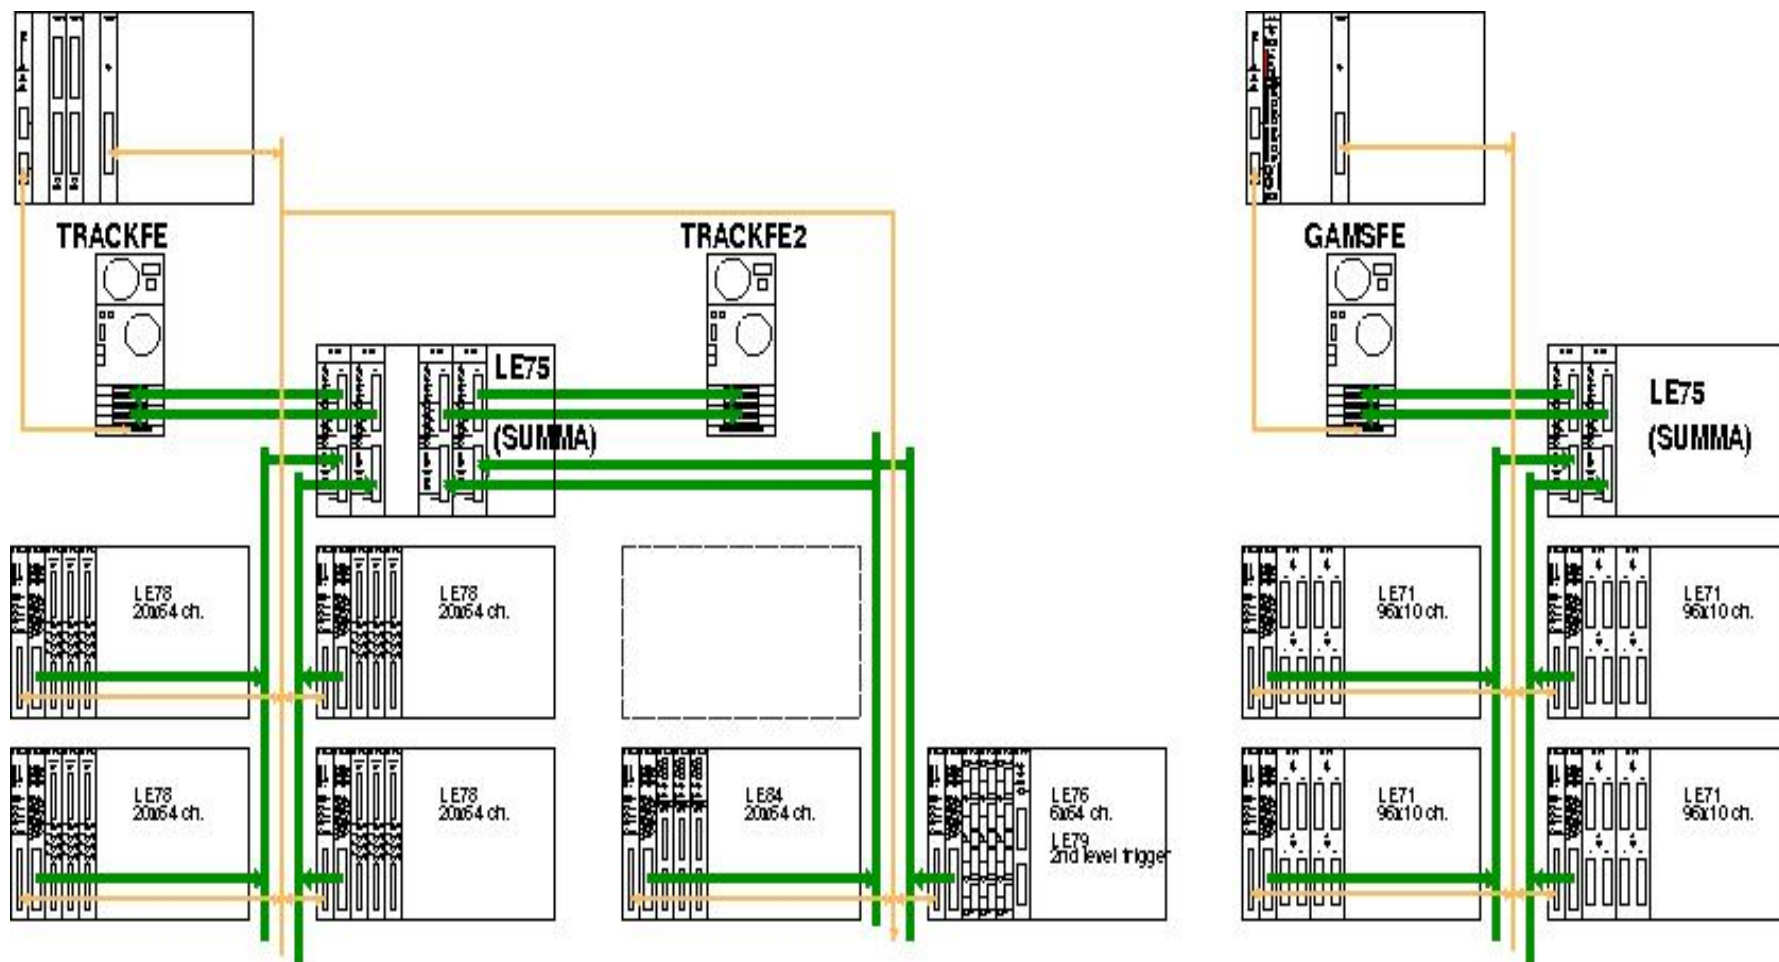 TRACKFE
TRACKFE2
GAMSFE
LE75
(SUMMA)
LE75
(SUMMA)
LE78
20x64 ch.
LE78
20x64 ch.
LE71
96x10 ch.
LE71
96x10 ch.
LE78
20x64 ch.
LE78
20x64 ch.
LE84
20x64 ch.
LE76
6x64 ch.
LE79
2nd level trigger
LE71
96x10 ch.
LE71
96x10 ch.